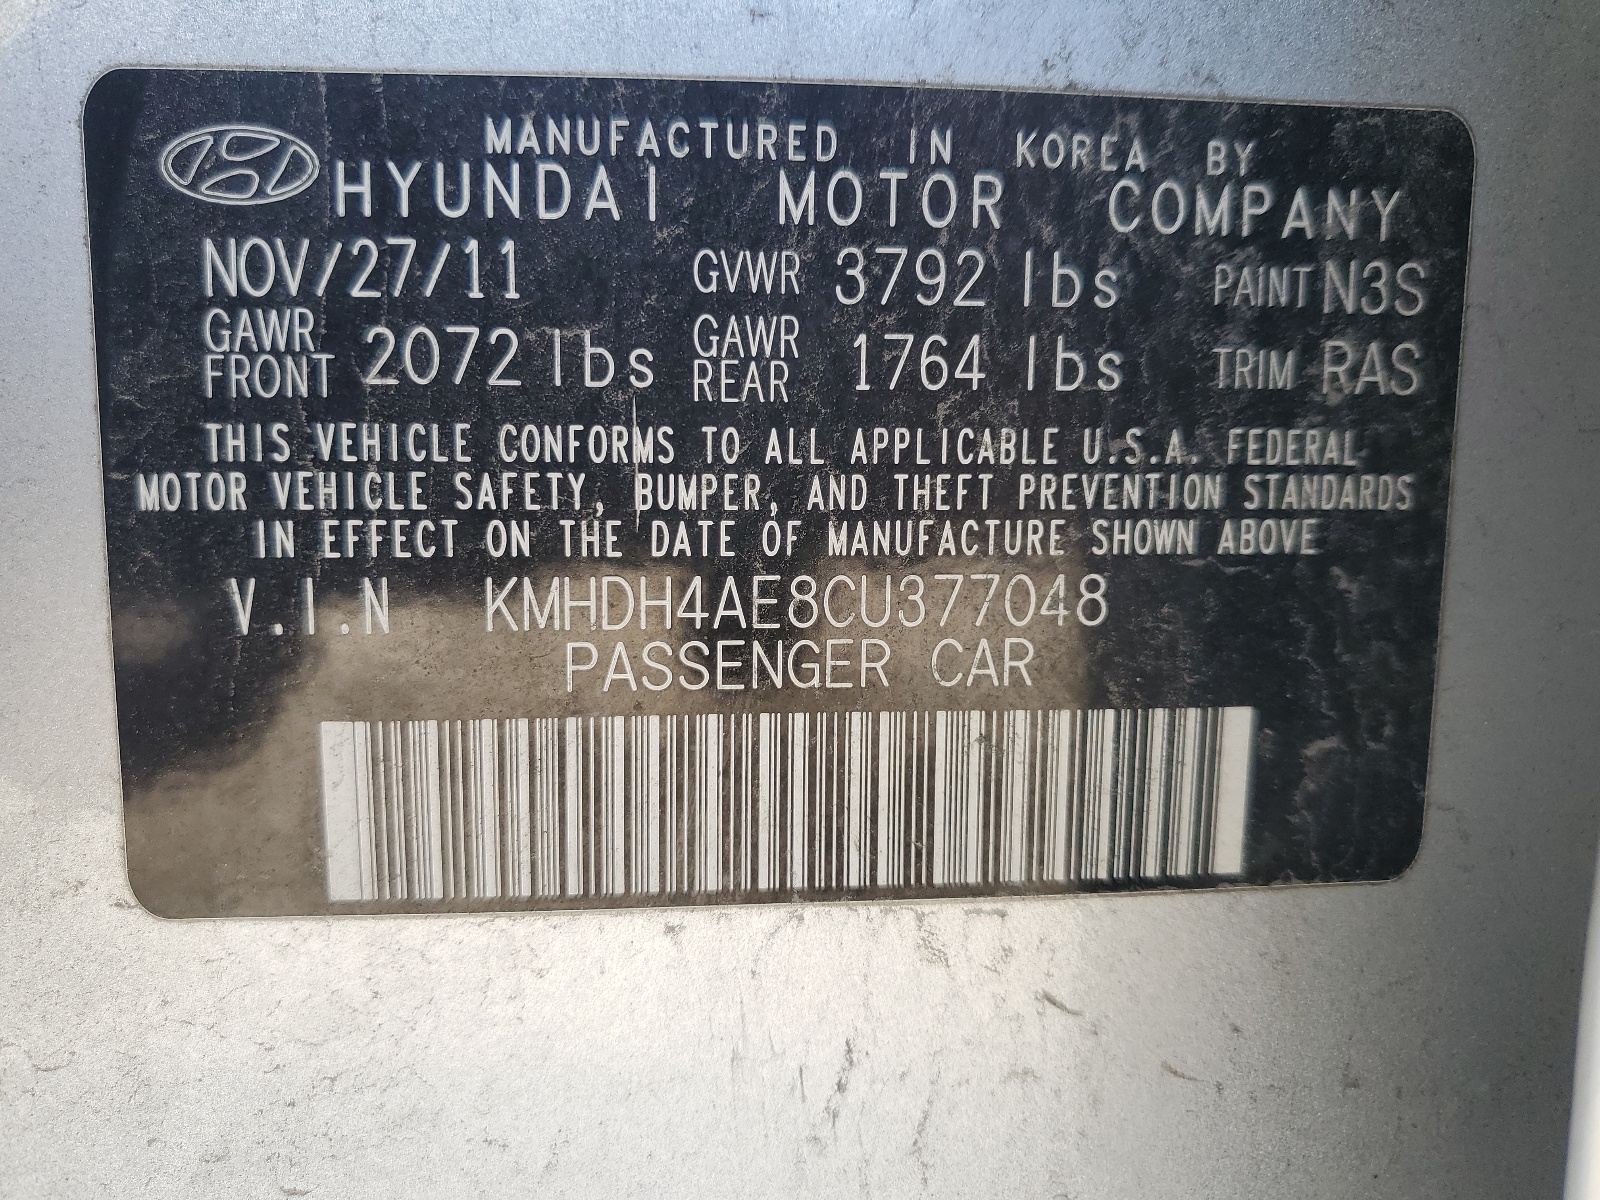 MANUFACTURED IN KOREA BY
HYUNDAI MOTOR COMPANY
NOV/27/11 GVWR 3792 lbs PAINT N3S
GAWR FRONT 2072 lbs GAWR REAR 1764 lbs TRIM RAS
THIS VEHICLE CONFORMS TO ALL APPLICABLE U.S.A. FEDERAL
MOTOR VEHICLE SAFETY, BUMPER, AND THEFT PREVENTION STANDARDS
IN EFFECT ON THE DATE OF MANUFACTURE SHOWN ABOVE
V.I.N KMHDH4AE8CU377048
PASSENGER CAR